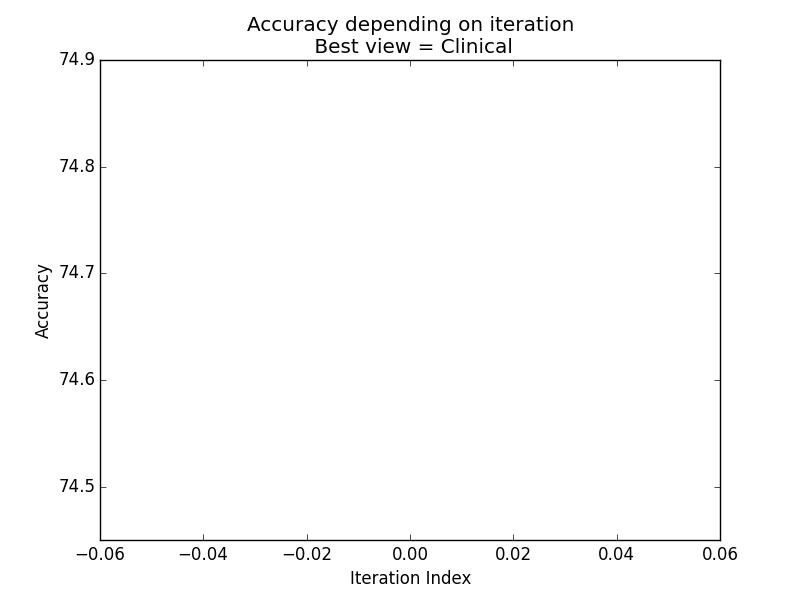 Accuracy depending on iteration
Best view = Clinical
74.9
74.8
74.7
74.6
74.5
Accuracy
−0.06 −0.04 −0.02 0.00 0.02 0.04 0.06
Iteration Index